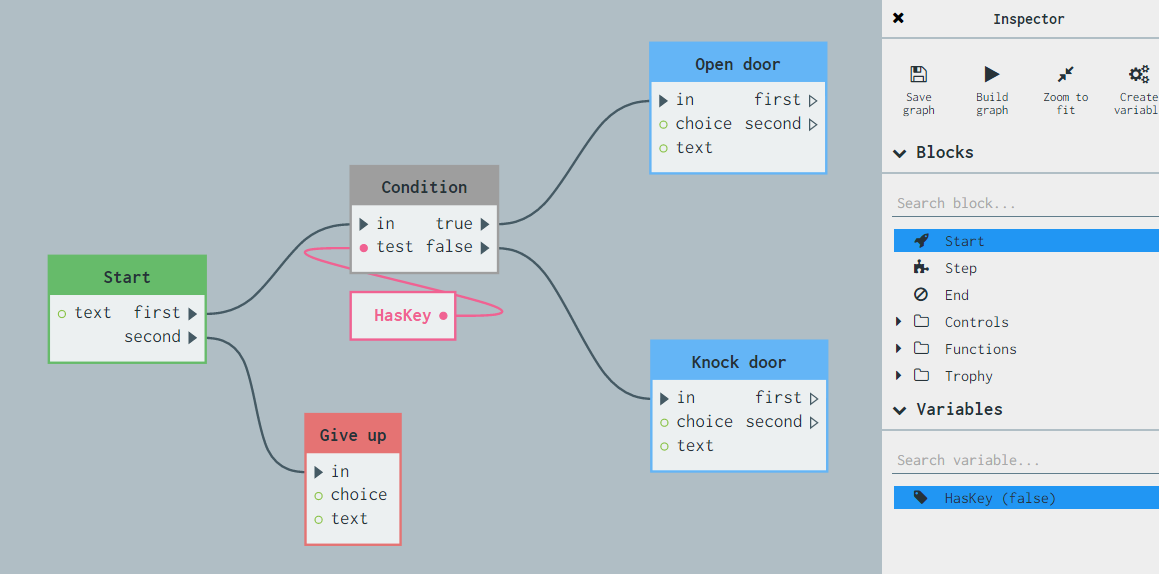 Open door
in first
choice second
text
Condition
in true
test false
HasKey
Start
text first
second
Give up
in
choice
text
Knock door
in first
choice second
text
Inspector
Save graph
Build graph
Zoom to fit
Create variabl
Blocks
Search block...
Start
Step
End
Controls
Functions
Trophy
Variables
Search variable...
HasKey (false)